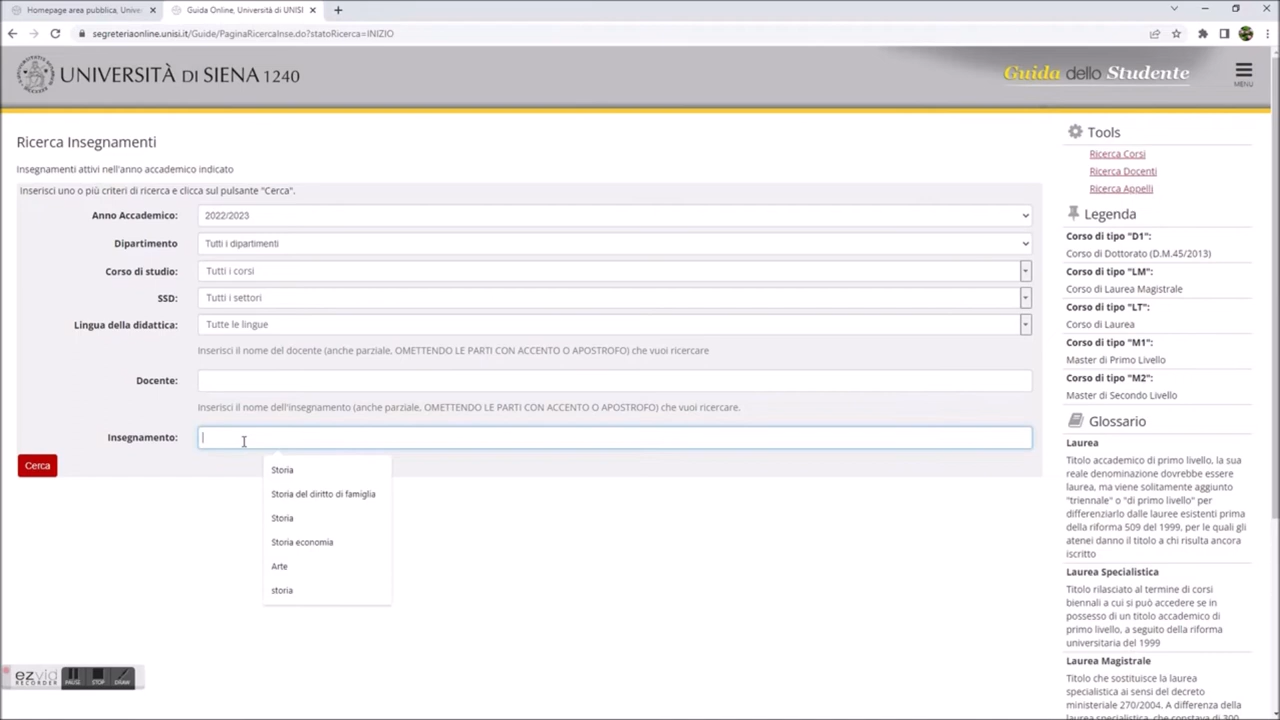 Homepage area pubblica, Unive
Guida Online, Università di UNISI
segreteriaonline.unisi.it/Guide/PaginaRicercaInse.do?statoRicerca=INIZIO
UNIVERSITÀ DI SIENA 1240
Guida dello Studente
MENU
Ricerca Insegnamenti
Insegnamenti attivi nell'anno accademico indicato
Inserisci uno o più criteri di ricerca e clicca sul pulsante "Cerca".
Anno Accademico: 2022/2023
Dipartimento Tutti i dipartimenti
Corso di studio: Tutti i corsi
SSD: Tutti i settori
Lingua della didattica: Tutte le lingue
Inserisci il nome del docente (anche parziale, OMETTENDO LE PARTI CON ACCENTO O APOSTROFO) che vuoi ricercare
Docente:
Inserisci il nome dell'insegnamento (anche parziale, OMETTENDO LE PARTI CON ACCENTO O APOSTROFO) che vuoi ricercare.
Insegnamento:
Cerca
Storia
Storia del diritto di famiglia
Storia
Storia economia
Arte
storia
Tools
Ricerca Corsi
Ricerca Docenti
Ricerca Appelli
Legenda
Corso di tipo "D1":
Corso di Dottorato (D.M.45/2013)
Corso di tipo "LM":
Corso di Laurea Magistrale
Corso di tipo "LT":
Corso di Laurea
Corso di tipo "M1":
Master di Primo Livello
Corso di tipo "M2":
Master di Secondo Livello
Glossario
Laurea
Titolo accademico di primo livello, la sua
reale denominazione dovrebbe essere
laurea, ma viene solitamente aggiunto
"triennale" o "di primo livello" per
differenziarlo dalle lauree esistenti prima
della riforma 509 del 1999, per le quali gli
atenei danno il titolo a chi risulta ancora
iscritto
Laurea Specialistica
Titolo rilasciato al termine di corsi
biennali a cui si può accedere se in
possesso di un titolo accademico di
primo livello, a seguito della riforma
universitaria del 1999
Laurea Magistrale
Titolo che sostituisce la laurea
specialistica ai sensi del decreto
ministeriale 270/2004. A differenza della
laurea specialistica, che constava di 300
ezvid
RECORDER
PAUSE STOP DRAW